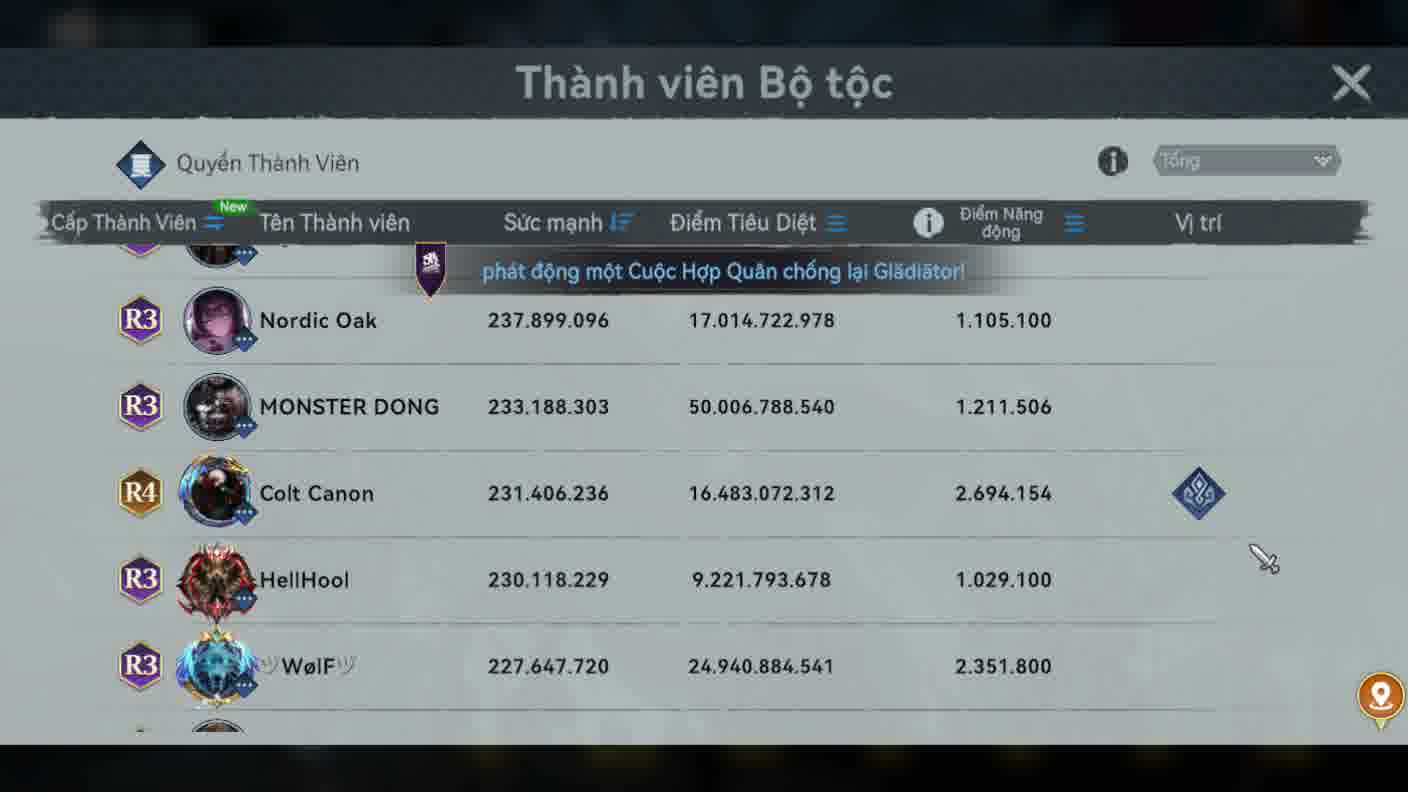 Thành viên Bộ tộc
Quyền Thành Viên
Tổng
New
Cấp Thành Viên Tên Thành viên Sức mạnh Điểm Tiêu Diệt Điểm Năng động Vị trí
phát động một Cuộc Hợp Quân chống lại Glädiätor!
R3 Nordic Oak 237.899.096 17.014.722.978 1.105.100
R3 MONSTER DONG 233.188.303 50.006.788.540 1.211.506
R4 Colt Canon 231.406.236 16.483.072.312 2.694.154
R3 HellHool 230.118.229 9.221.793.678 1.029.100
R3 ツWølFツ 227.647.720 24.940.884.541 2.351.800